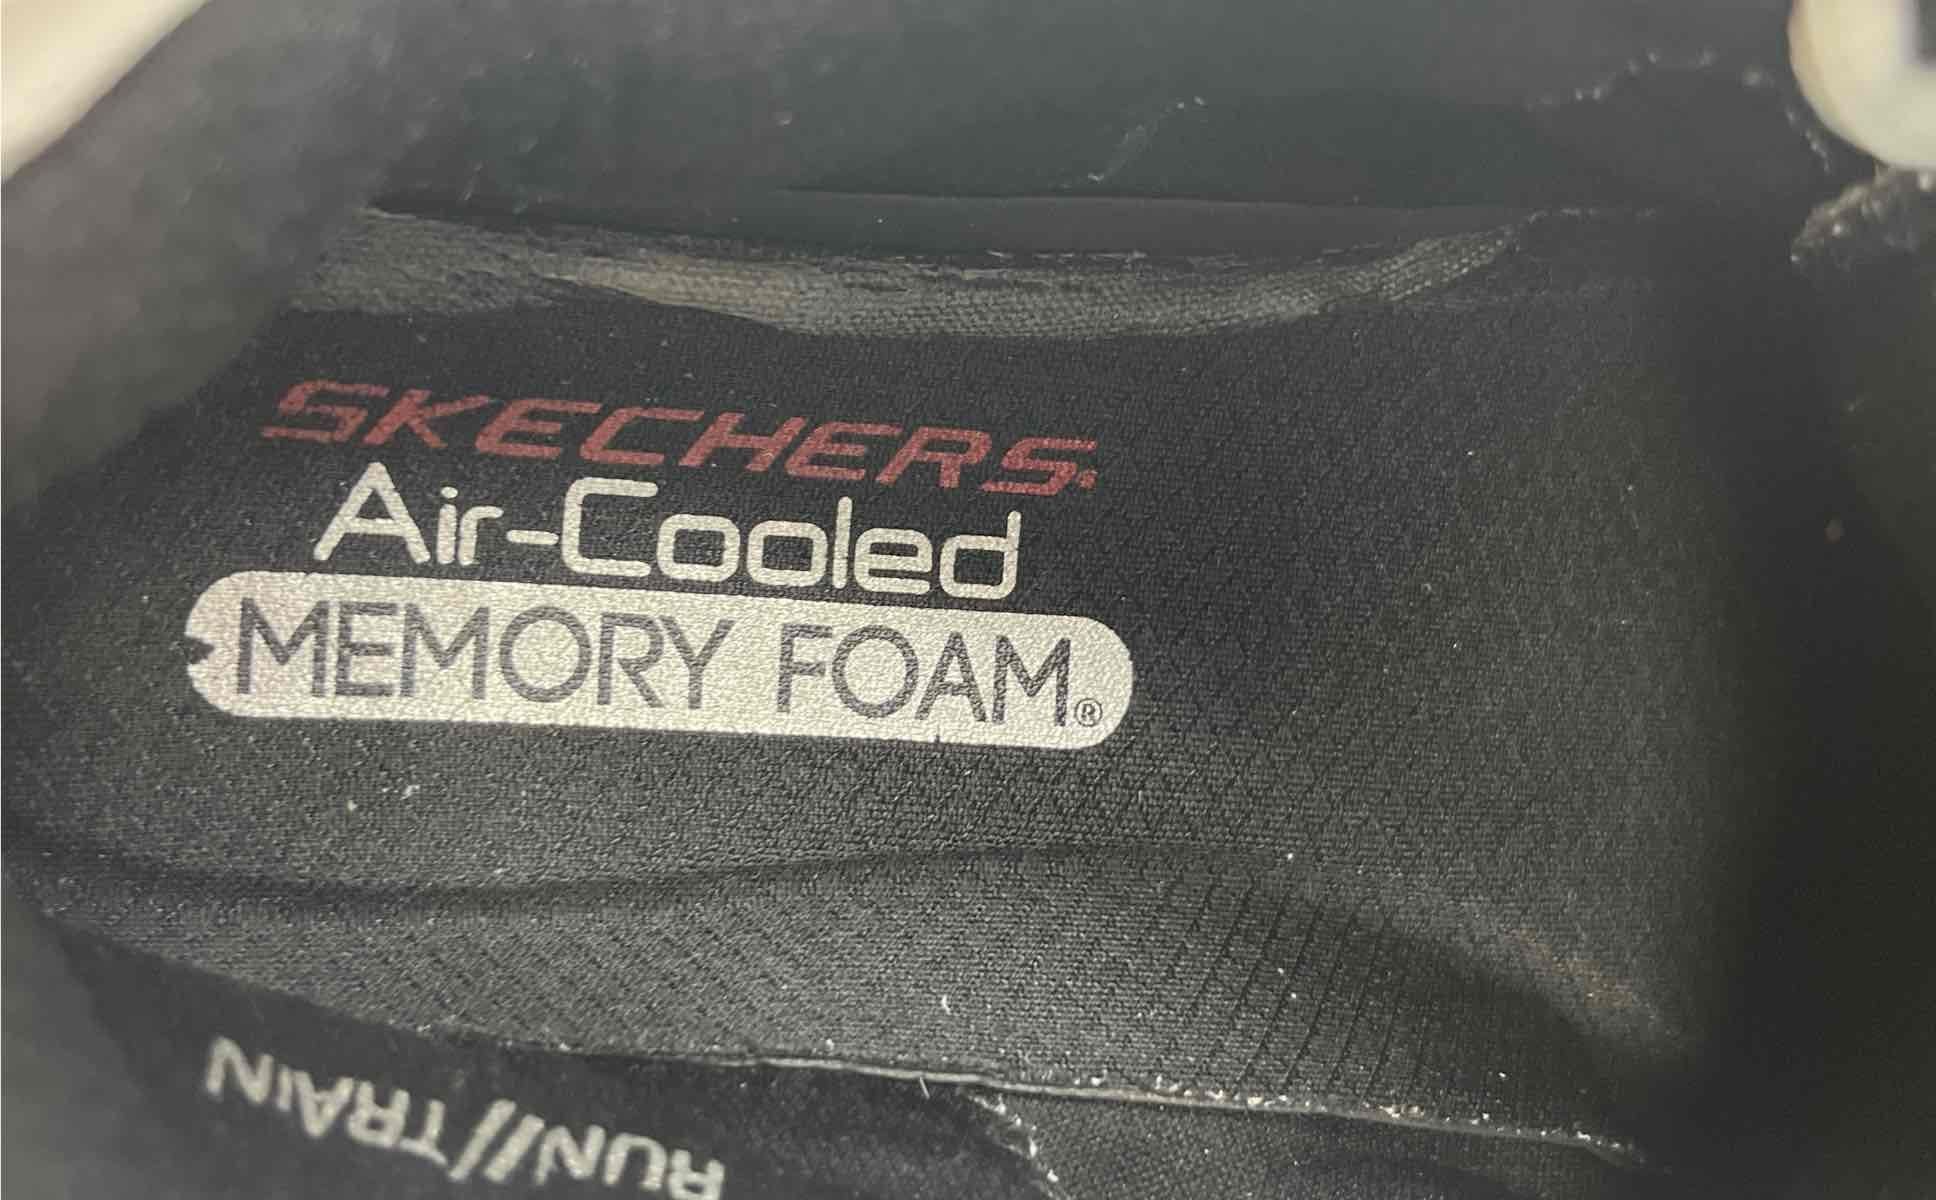 SKECHERS.
Air-Cooled
MEMORY FOAM®
RUN//TRAIN